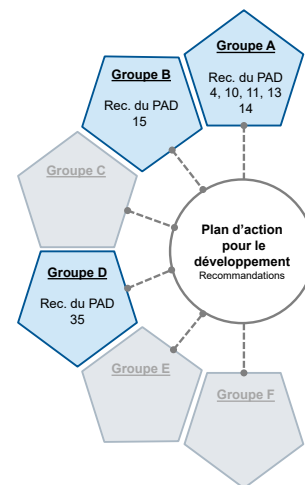 Groupe A
Rec. du PAD
4, 10, 11, 13
14
Groupe B
Rec. du PAD
15
Groupe C
Plan d’action
pour le
développement
Recommandations
Groupe D
Rec. du PAD
35
Groupe E
Groupe F